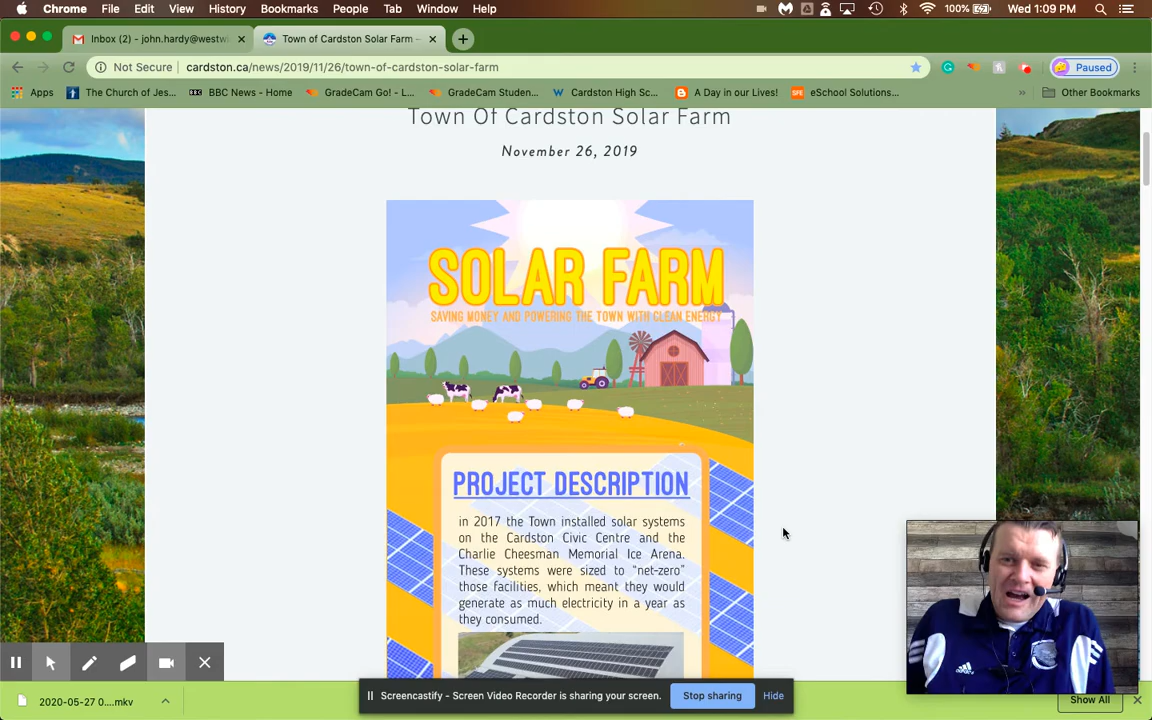 Chrome File Edit View History Bookmarks People Tab Window Help 100% Wed 1:09 PM
Inbox (2) - john.hardy@westwi
Town of Cardston Solar Farm –
Not Secure cardston.ca/news/2019/11/26/town-of-cardston-solar-farm Paused
Apps The Church of Jes... BBC News - Home GradeCam Go! - L... GradeCam Studen... Cardston High Sc... A Day in our Lives! eSchool Solutions... » Other Bookmarks
Town Of Cardston Solar Farm
November 26, 2019
SOLAR FARM
SAVING MONEY AND POWERING THE TOWN WITH CLEAN ENERGY
PROJECT DESCRIPTION
in 2017 the Town installed solar systems
on the Cardston Civic Centre and the
Charlie Cheesman Memorial Ice Arena.
These systems were sized to “net-zero”
those facilities, which meant they would
generate as much electricity in a year as
they consumed.
adidas
Screencastify - Screen Video Recorder is sharing your screen. Stop sharing Hide
2020-05-27 0....mkv
Show All